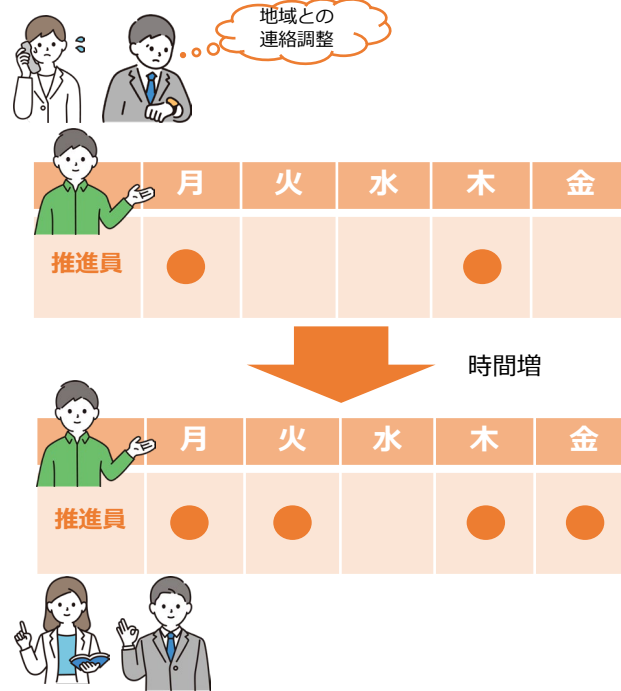 地域との
連絡調整
月 火 水 木 金
推進員 ● ●
時間増
月 火 水 木 金
推進員 ● ● ● ●